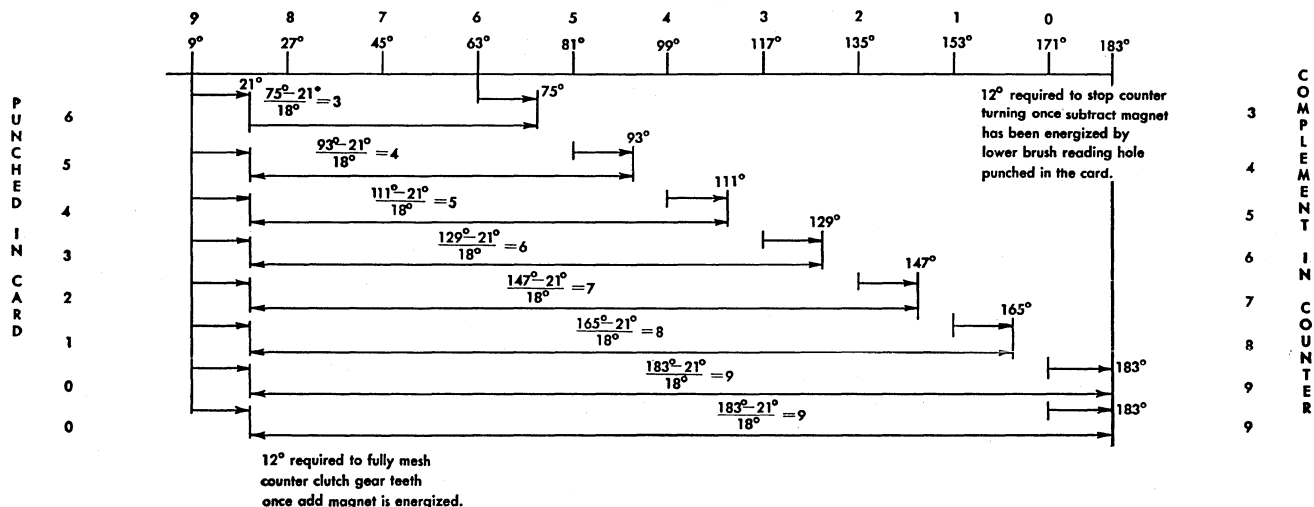 9 8 7 6 5 4 3 2 1 0
9° 27° 45° 63° 81° 99° 117° 135° 153° 171° 183°
PUNCHED IN CARD
COMPLEMENT IN COUNTER
12° required to stop counter
turning once subtract magnet
has been energized by
lower brush reading hole
punched in the card.
6 21° 75°–21° / 18° = 3 75° 3
5 93°–21° / 18° = 4 93° 4
4 111°–21° / 18° = 5 111° 5
3 129°–21° / 18° = 6 129° 6
2 147°–21° / 18° = 7 147° 7
1 165°–21° / 18° = 8 165° 8
0 183°–21° / 18° = 9 183° 9
0 183°–21° / 18° = 9 183° 9
12° required to fully mesh
counter clutch gear teeth
once add magnet is energized.